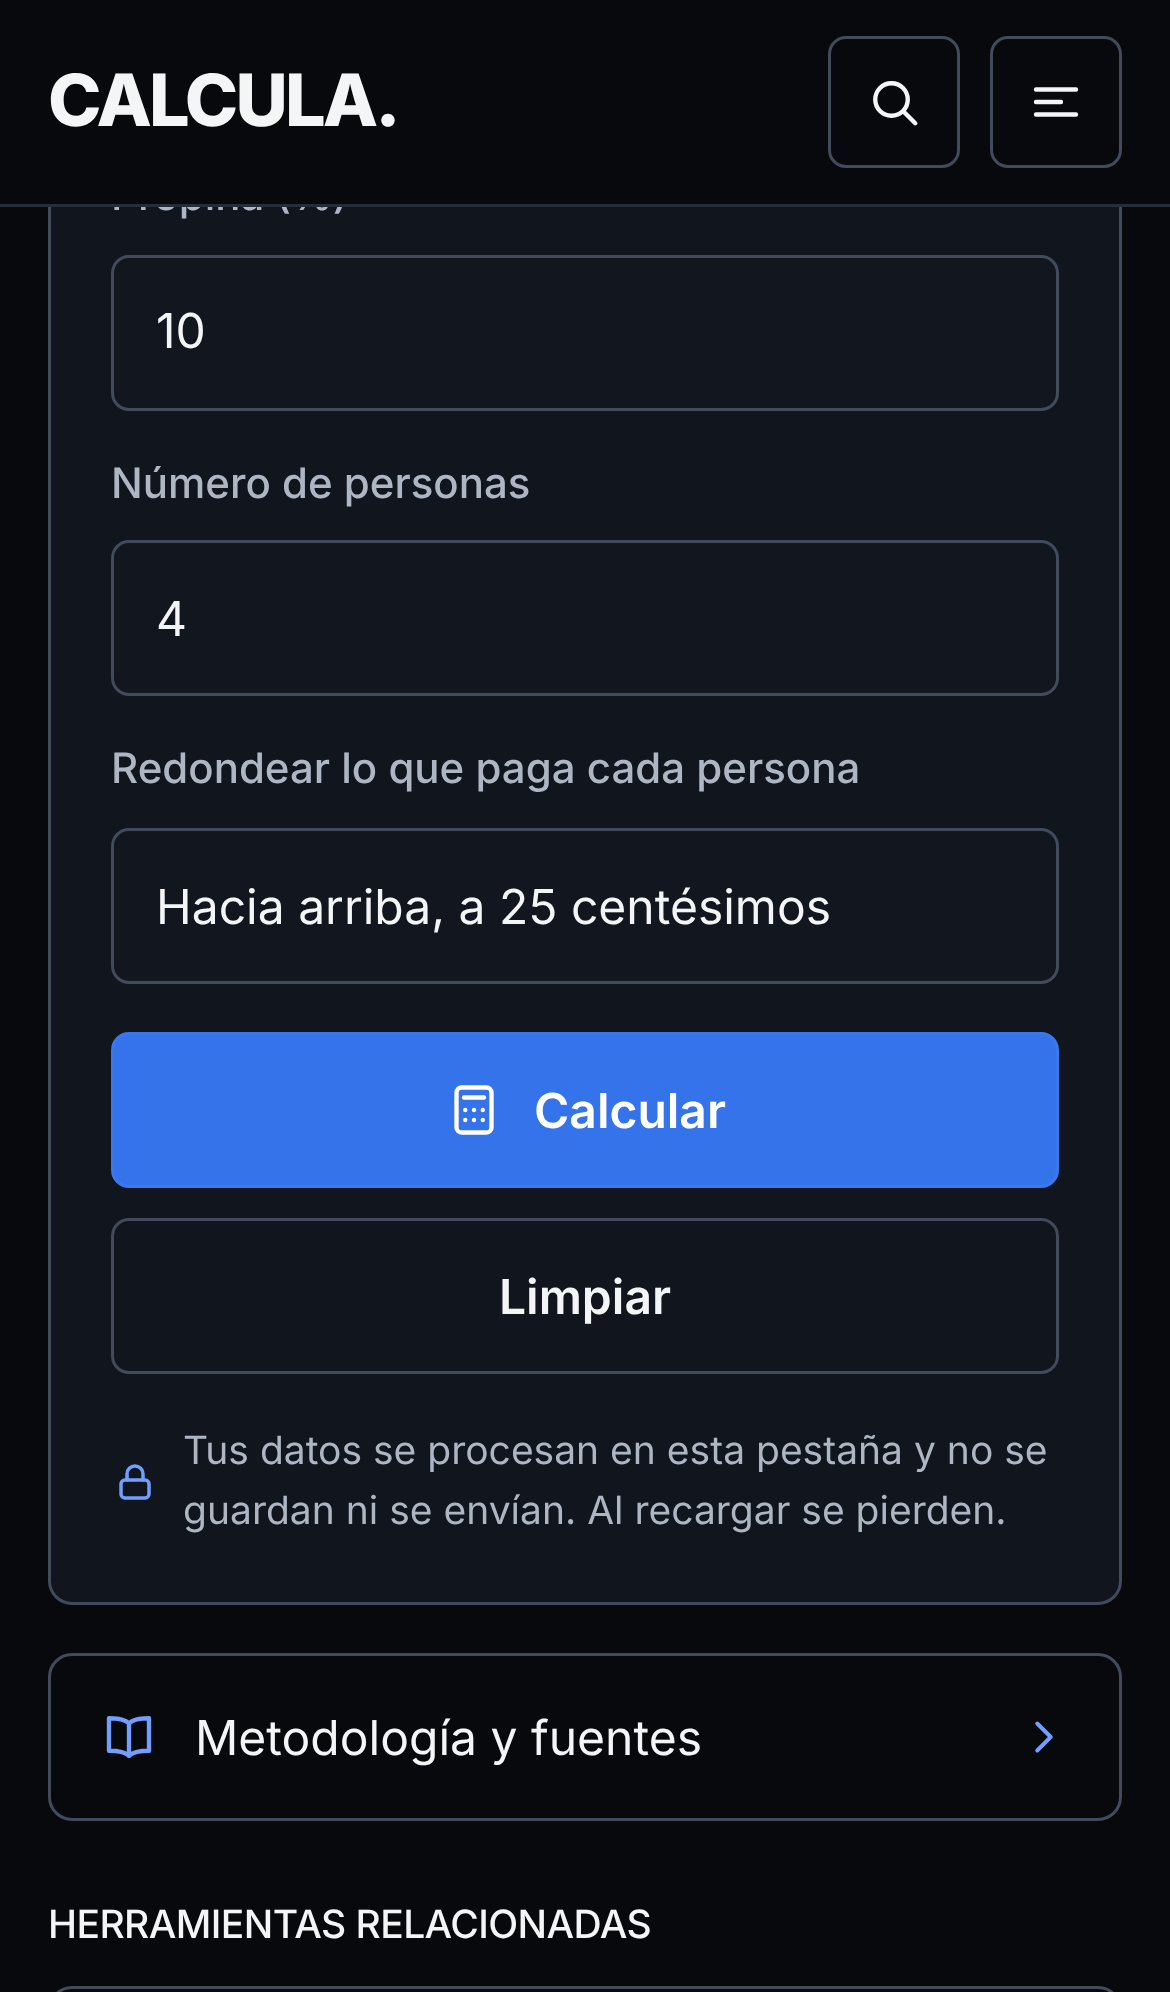 CALCULA.
Propina (%)
10
Número de personas
4
Redondear lo que paga cada persona
Hacia arriba, a 25 centésimos
Calcular
Limpiar
Tus datos se procesan en esta pestaña y no se
guardan ni se envían. Al recargar se pierden.
Metodología y fuentes
HERRAMIENTAS RELACIONADAS